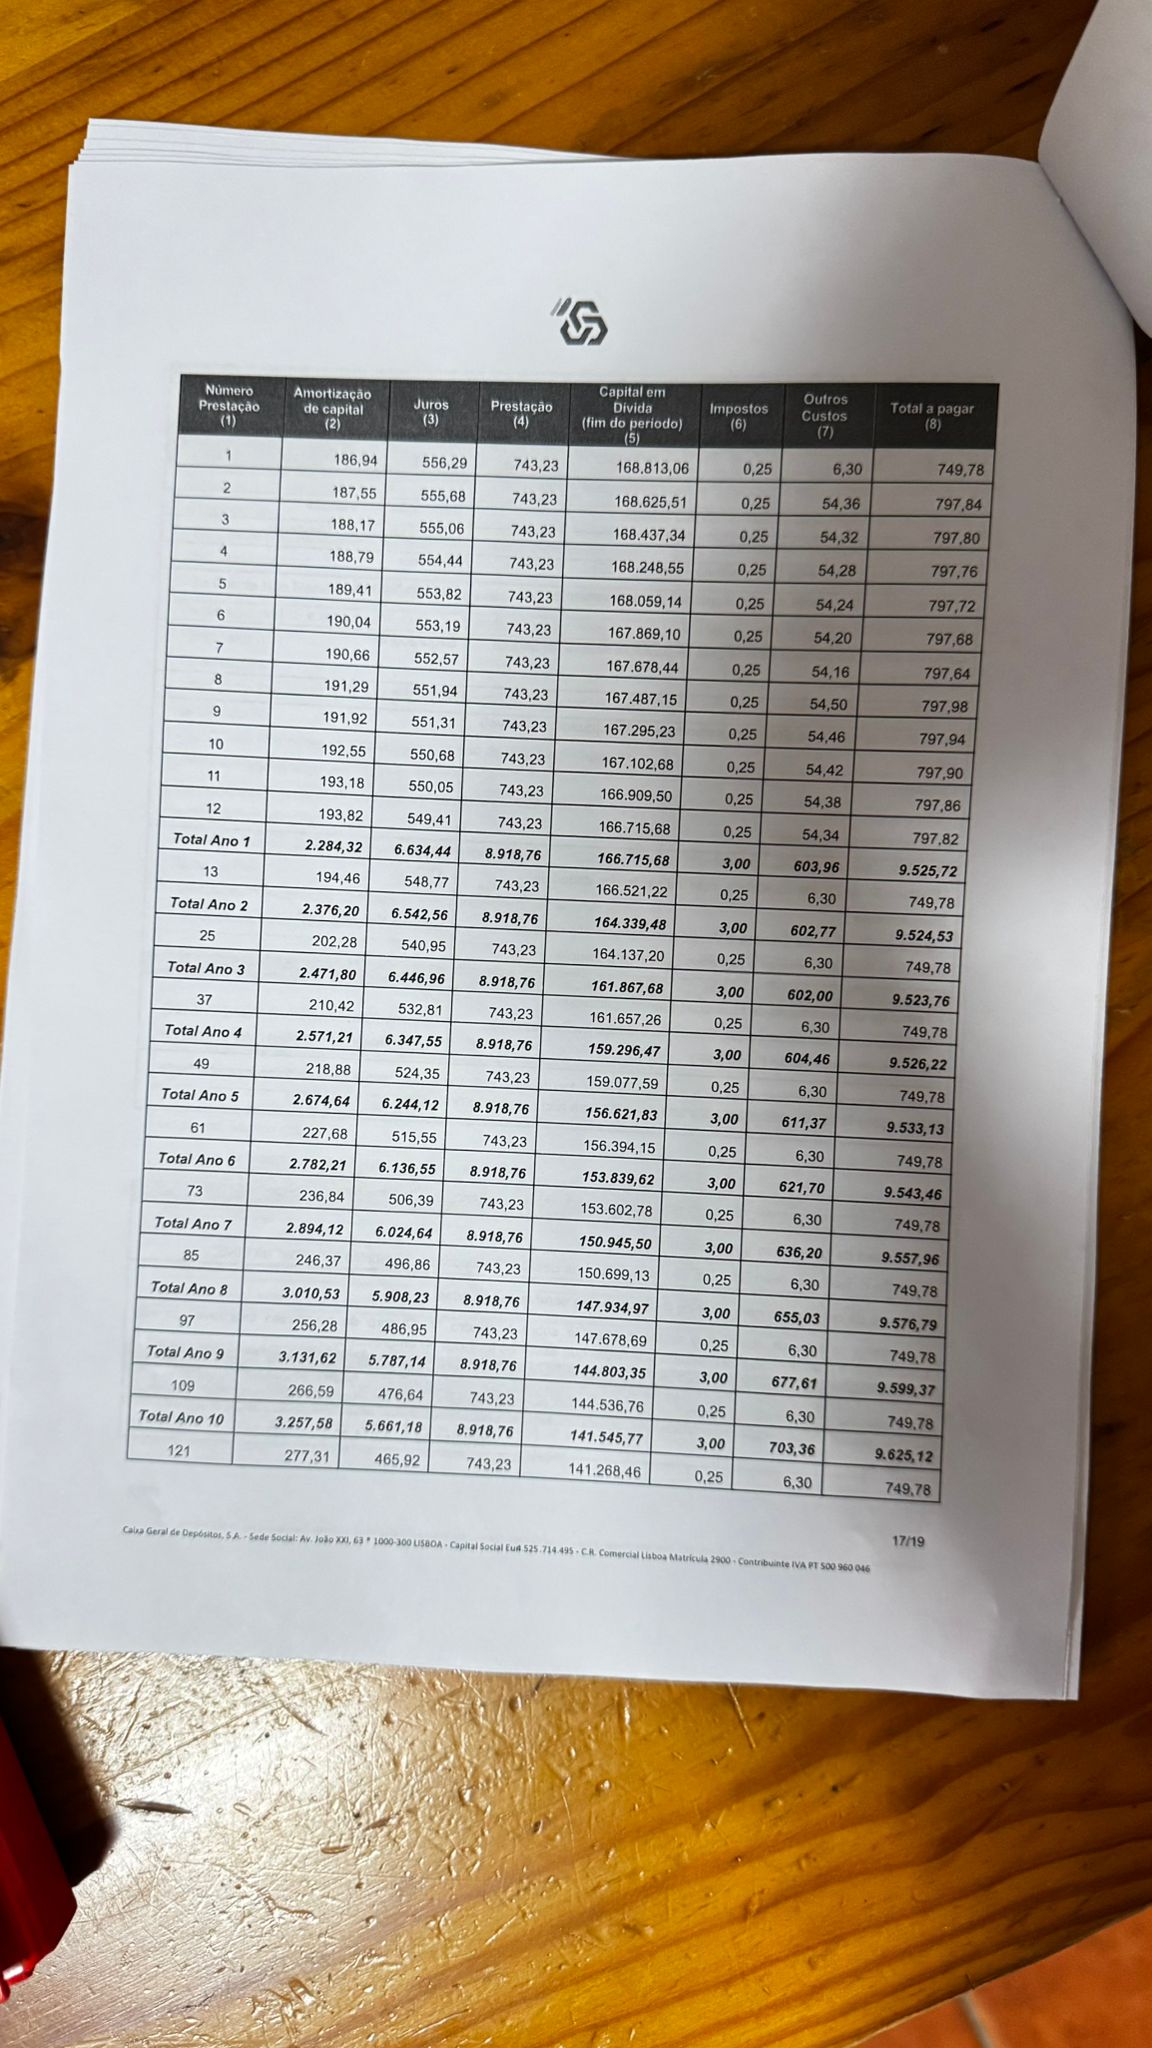 Número Prestação (1) Amortização de capital (2) Juros (3) Prestação (4) Capital em Divida (fim do periodo) (5) Impostos (6) Outros Custos (7) Total a pagar (8)
1 186,94 556,29 743,23 168.813,06 0,25 6,30 749,78
2 187,55 555,68 743,23 168.625,51 0,25 54,36 797,84
3 188,17 555,06 743,23 168.437,34 0,25 54,32 797,80
4 188,79 554,44 743,23 168.248,55 0,25 54,28 797,76
5 189,41 553,82 743,23 168.059,14 0,25 54,24 797,72
6 190,04 553,19 743,23 167.869,10 0,25 54,20 797,68
7 190,66 552,57 743,23 167.678,44 0,25 54,16 797,64
8 191,29 551,94 743,23 167.487,15 0,25 54,50 797,98
9 191,92 551,31 743,23 167.295,23 0,25 54,46 797,94
10 192,55 550,68 743,23 167.102,68 0,25 54,42 797,90
11 193,18 550,05 743,23 166.909,50 0,25 54,38 797,86
12 193,82 549,41 743,23 166.715,68 0,25 54,34 797,82
Total Ano 1 2.284,32 6.634,44 8.918,76 166.715,68 3,00 603,96 9.525,72
13 194,46 548,77 743,23 166.521,22 0,25 6,30 749,78
Total Ano 2 2.376,20 6.542,56 8.918,76 164.339,48 3,00 602,77 9.524,53
25 202,28 540,95 743,23 164.137,20 0,25 6,30 749,78
Total Ano 3 2.471,80 6.446,96 8.918,76 161.867,68 3,00 602,00 9.523,76
37 210,42 532,81 743,23 161.657,26 0,25 6,30 749,78
Total Ano 4 2.571,21 6.347,55 8.918,76 159.296,47 3,00 604,46 9.526,22
49 218,88 524,35 743,23 159.077,59 0,25 6,30 749,78
Total Ano 5 2.674,64 6.244,12 8.918,76 156.621,83 3,00 611,37 9.533,13
61 227,68 515,55 743,23 156.394,15 0,25 6,30 749,78
Total Ano 6 2.782,21 6.136,55 8.918,76 153.839,62 3,00 621,70 9.543,46
73 236,84 506,39 743,23 153.602,78 0,25 6,30 749,78
Total Ano 7 2.894,12 6.024,64 8.918,76 150.945,50 3,00 636,20 9.557,96
85 246,37 496,86 743,23 150.699,13 0,25 6,30 749,78
Total Ano 8 3.010,53 5.908,23 8.918,76 147.934,97 3,00 655,03 9.576,79
97 256,28 486,95 743,23 147.678,69 0,25 6,30 749,78
Total Ano 9 3.131,62 5.787,14 8.918,76 144.803,35 3,00 677,61 9.599,37
109 266,59 476,64 743,23 144.536,76 0,25 6,30 749,78
Total Ano 10 3.257,58 5.661,18 8.918,76 141.545,77 3,00 703,36 9.625,12
121 277,31 465,92 743,23 141.268,46 0,25 6,30 749,78
17/19
Caixa Geral de Depósitos, S.A. - Sede Social: Av. João XXI, 63 * 1000-300 LISBOA - Capital Social Eur4.525.714.495 - C.R. Comercial Lisboa Matrícula 2900 - Contribuinte IVA PT 500 960 046